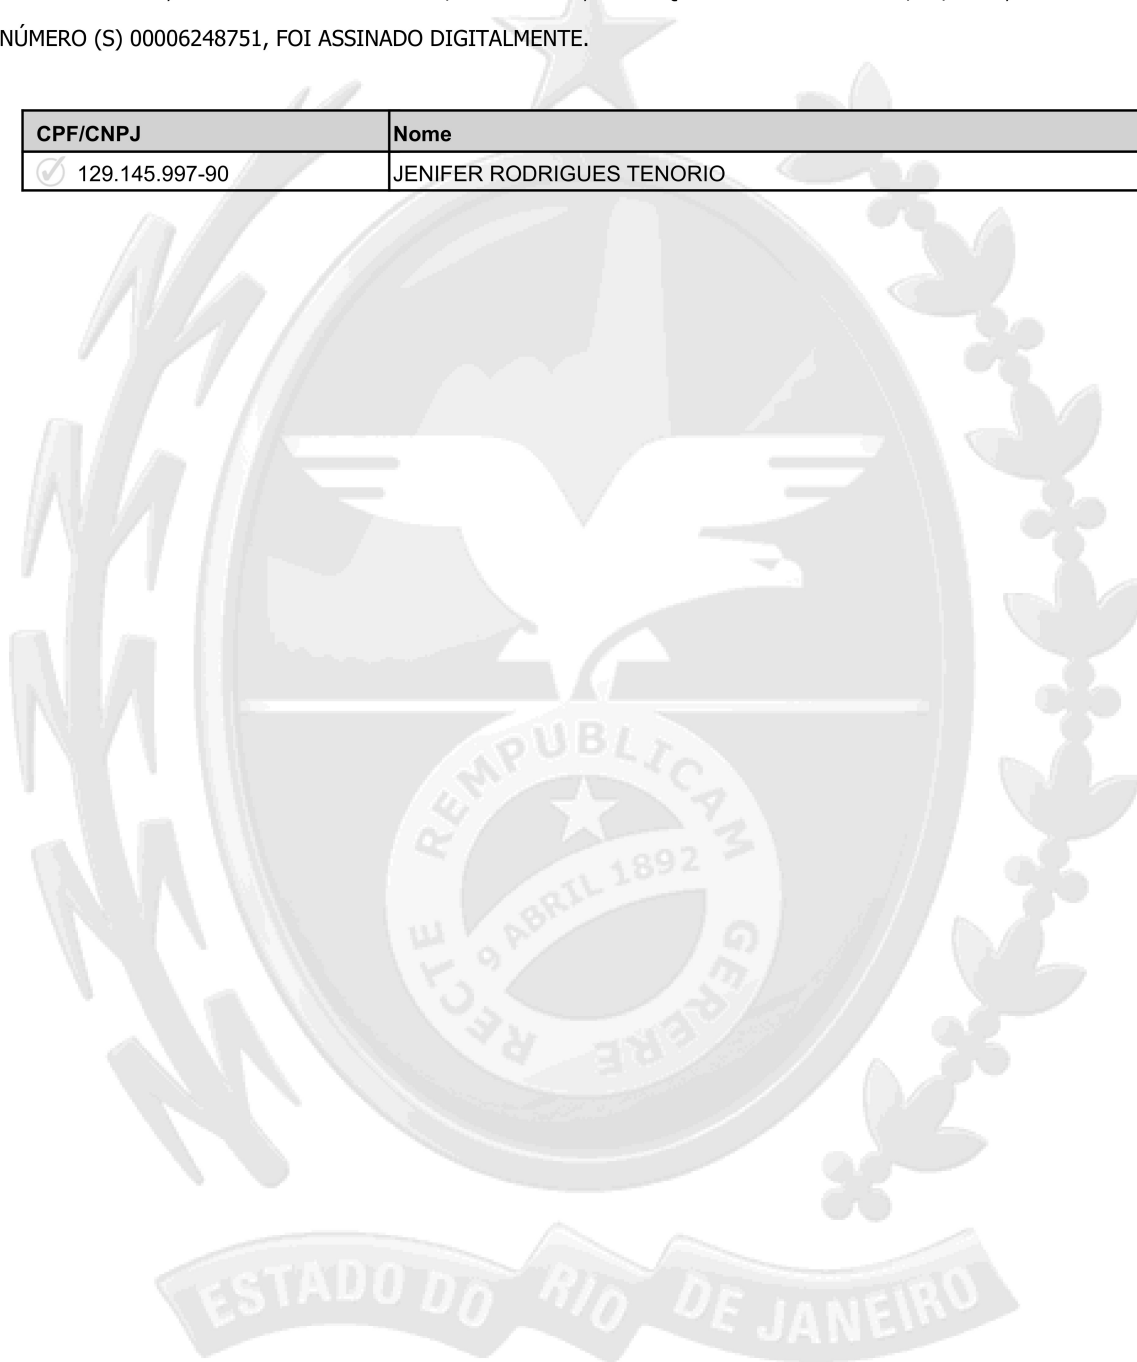 NÚMERO (S) 00006248751, FOI ASSINADO DIGITALMENTE.
CPF/CNPJ Nome
129.145.997-90 JENIFER RODRIGUES TENORIO
RECTE REMPUBLICAM GERERE
9 ABRIL 1892
ESTADO DO RIO DE JANEIRO